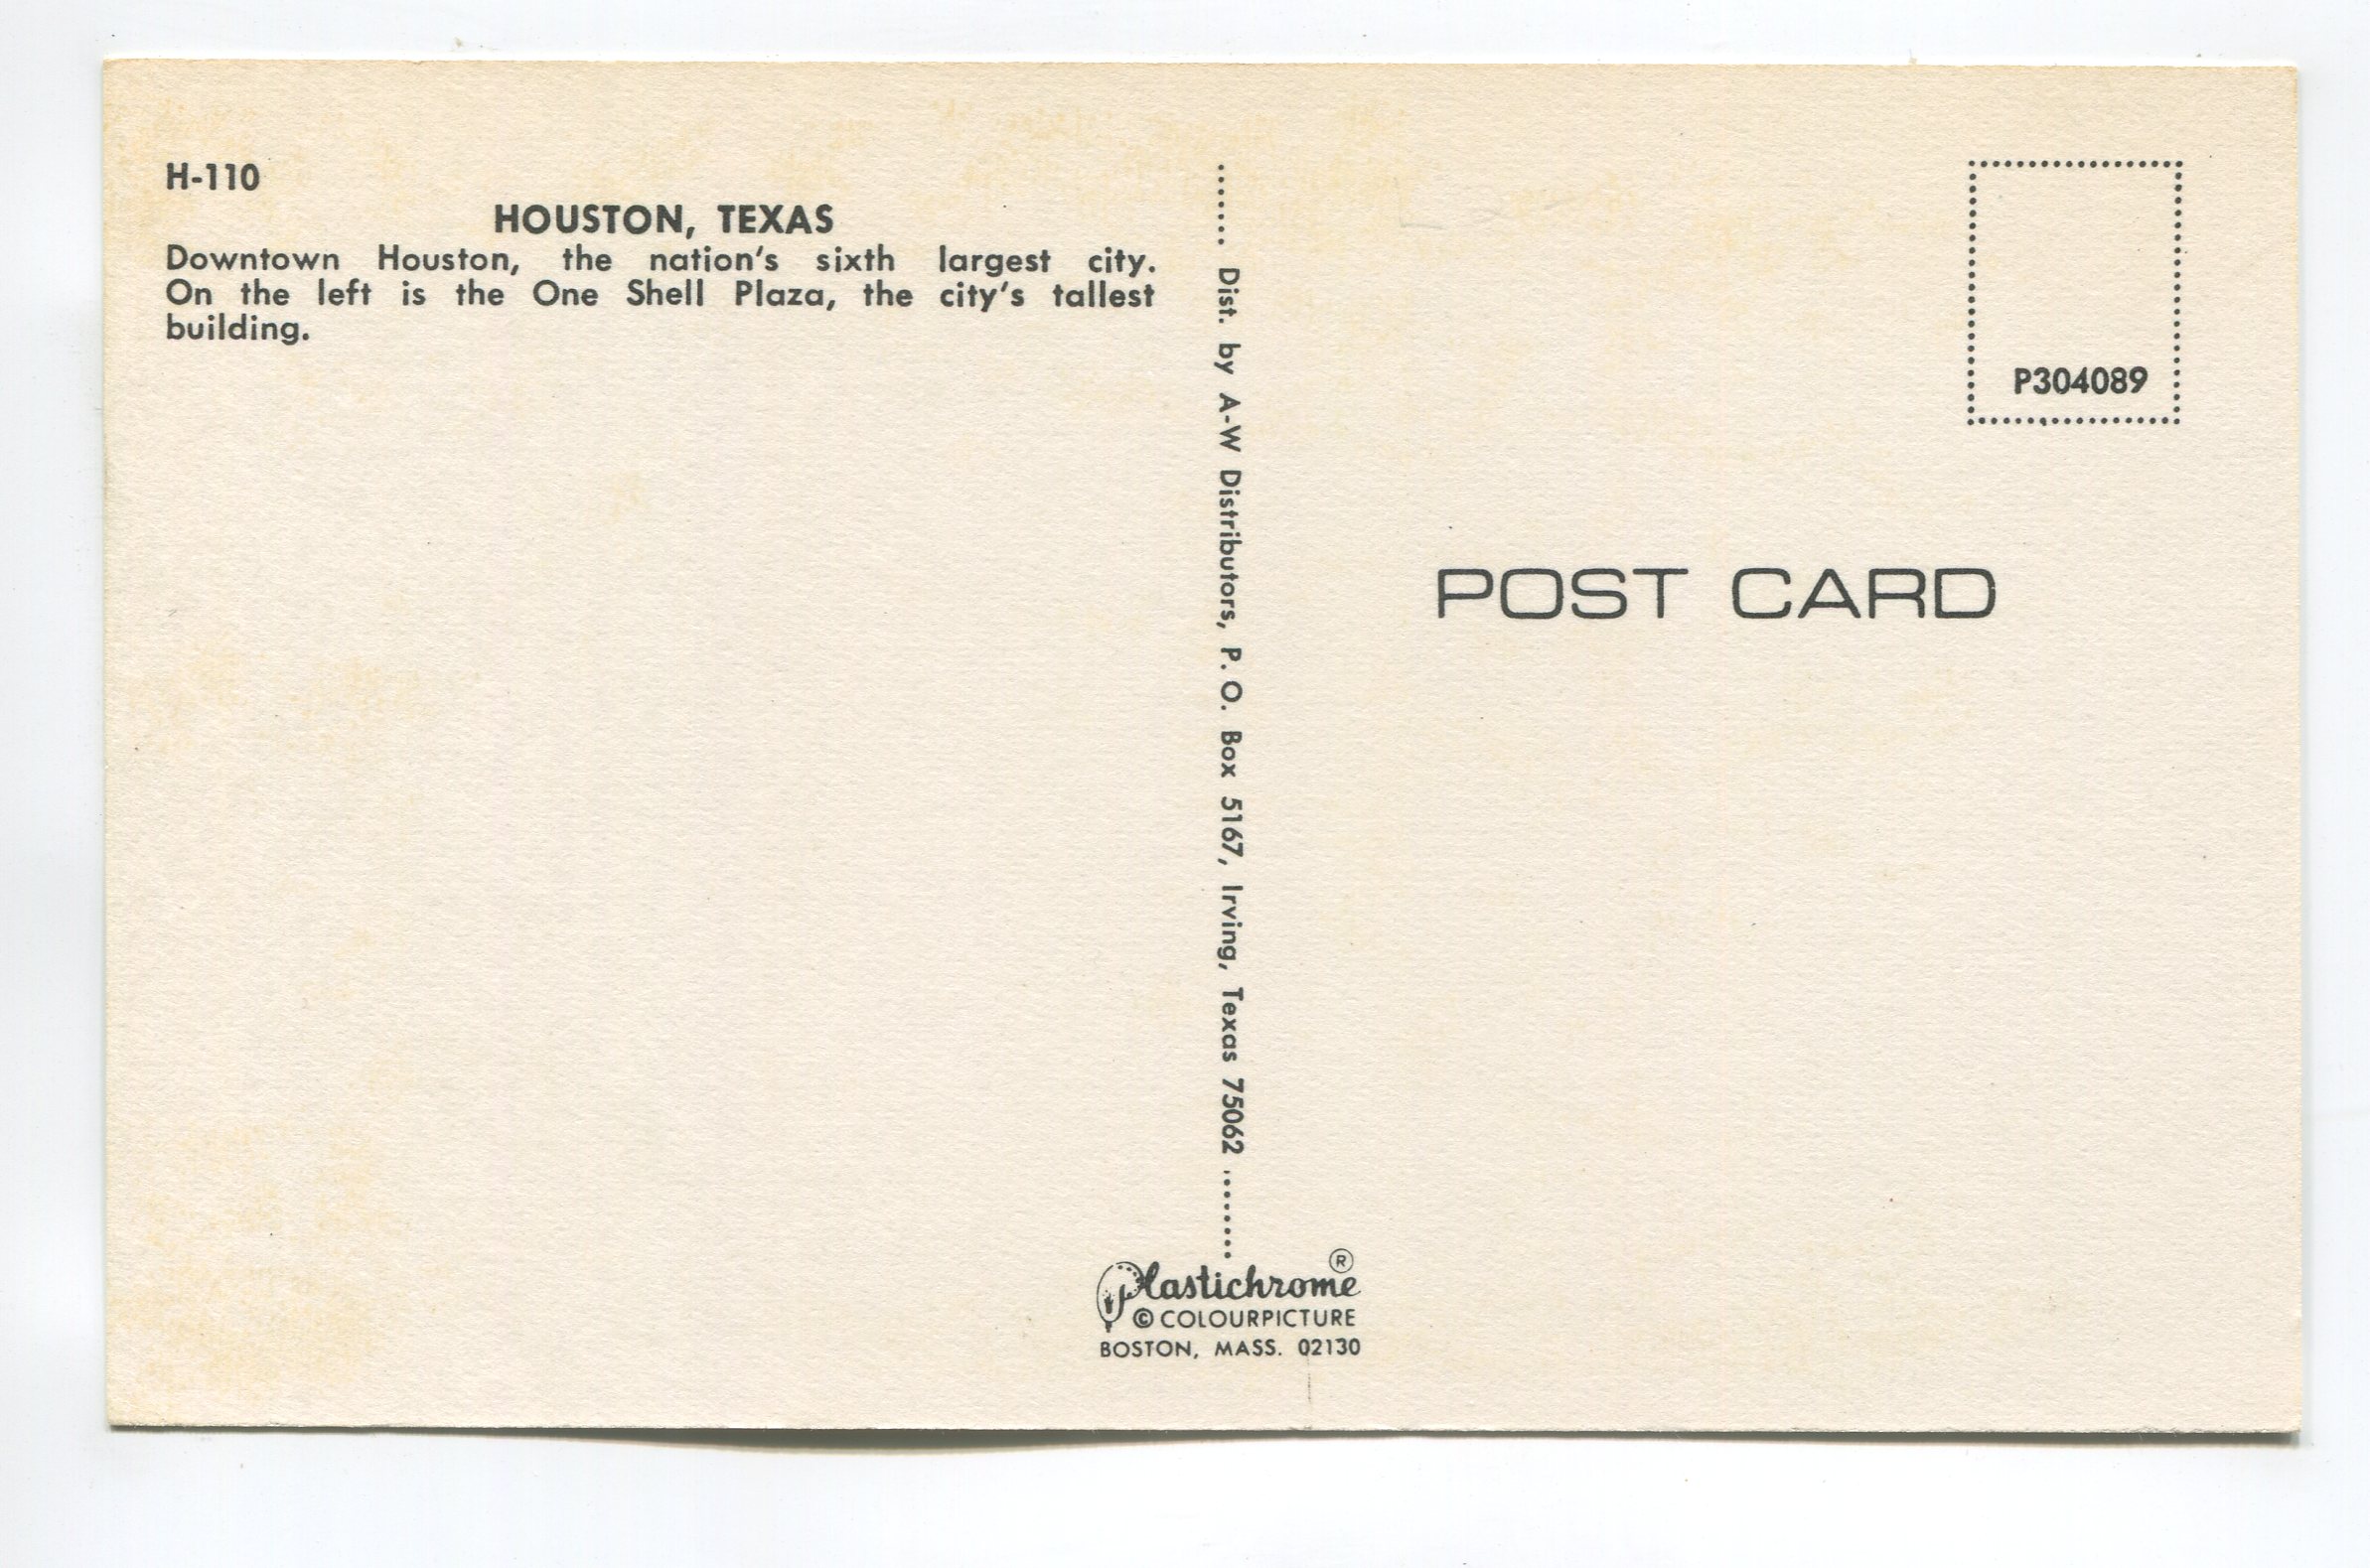 H-110
HOUSTON, TEXAS
Downtown Houston, the nation's sixth largest city.
On the left is the One Shell Plaza, the city's tallest
building.
Dist. by A-W Distributors, P. O. Box 5167, Irving, Texas 75062
P304089
POST CARD
Plastichrome ®
© COLOURPICTURE
BOSTON, MASS. 02130